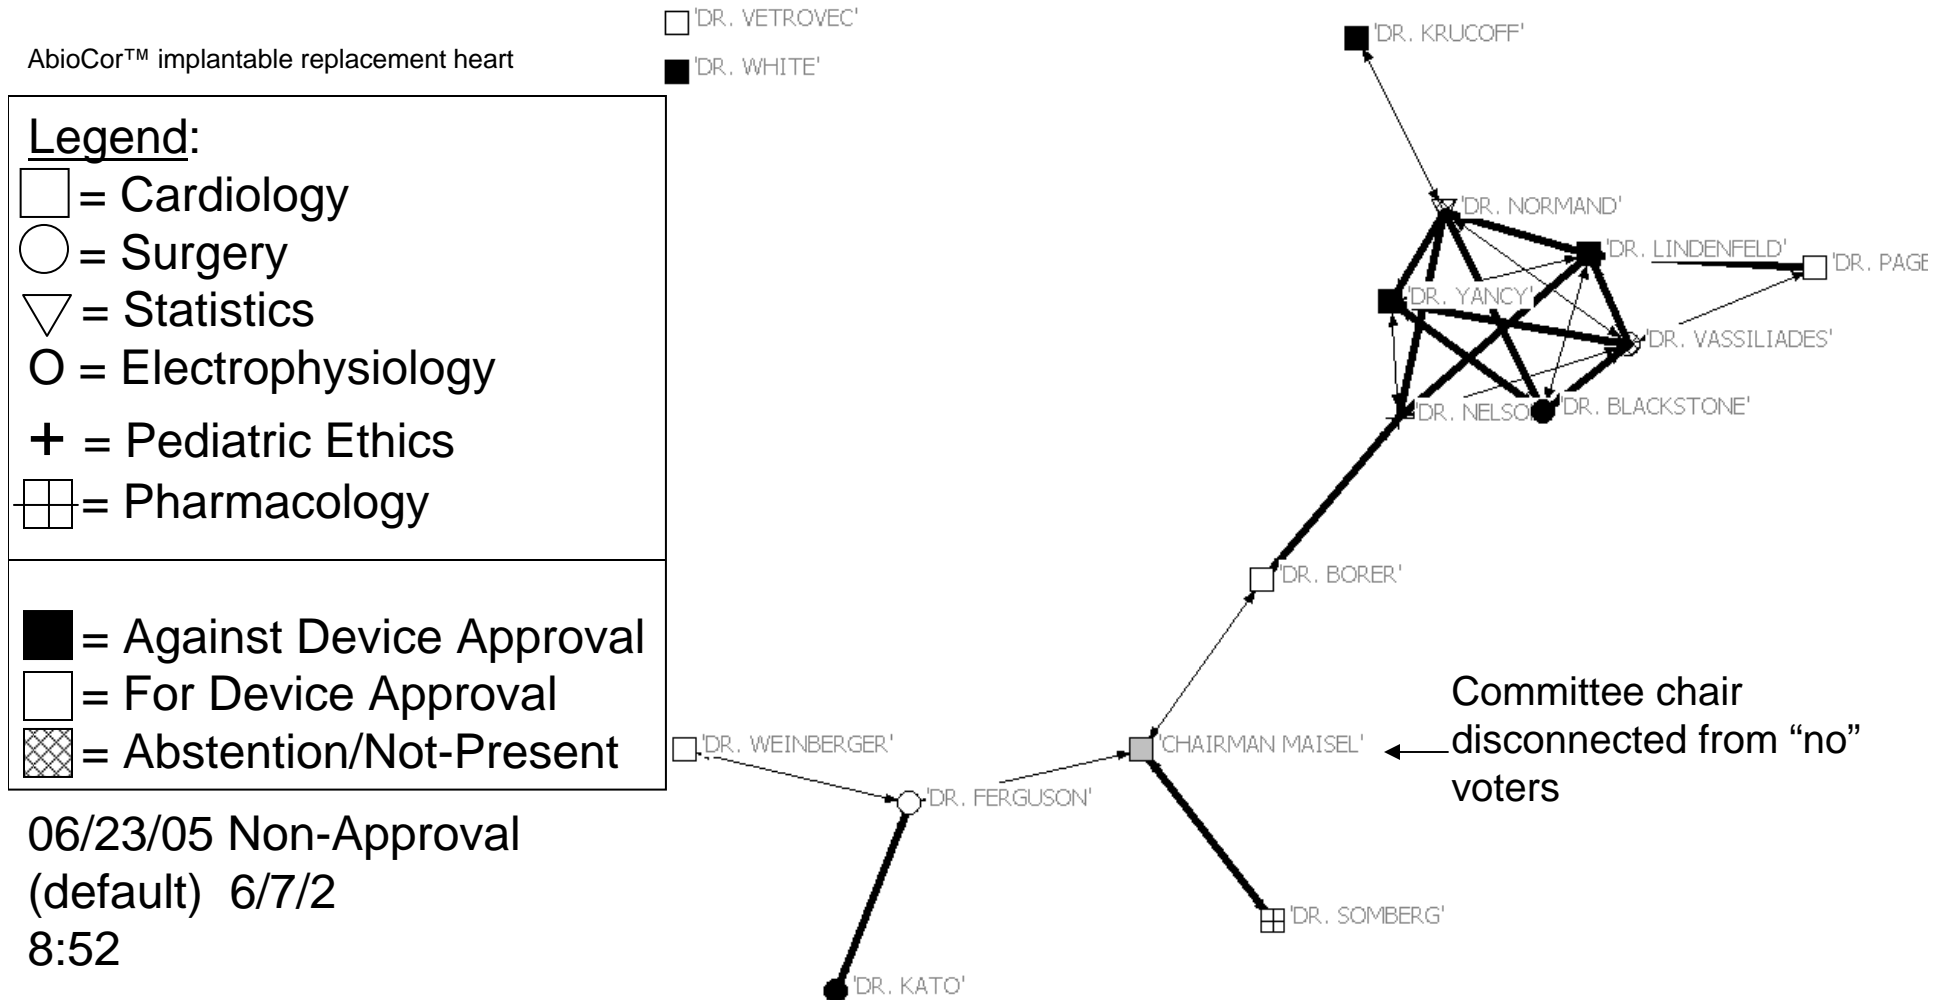 AbioCor™ implantable replacement heart
Legend:
= Cardiology
= Surgery
= Statistics
O = Electrophysiology
+ = Pediatric Ethics
= Pharmacology
= Against Device Approval
= For Device Approval
= Abstention/Not-Present
06/23/05 Non-Approval
(default) 6/7/2
8:52
'DR. VETROVEC'
'DR. WHITE'
'DR. KRUCOFF'
'DR. NORMAND'
'DR. LINDENFELD'
'DR. PAGE
'DR. YANCY'
'DR. VASSILIADES'
'DR. NELSO
'DR. BLACKSTONE'
'DR. BORER'
'DR. WEINBERGER'
'CHAIRMAN MAISEL'
Committee chair
disconnected from “no”
voters
'DR. FERGUSON'
'DR. SOMBERG'
'DR. KATO'